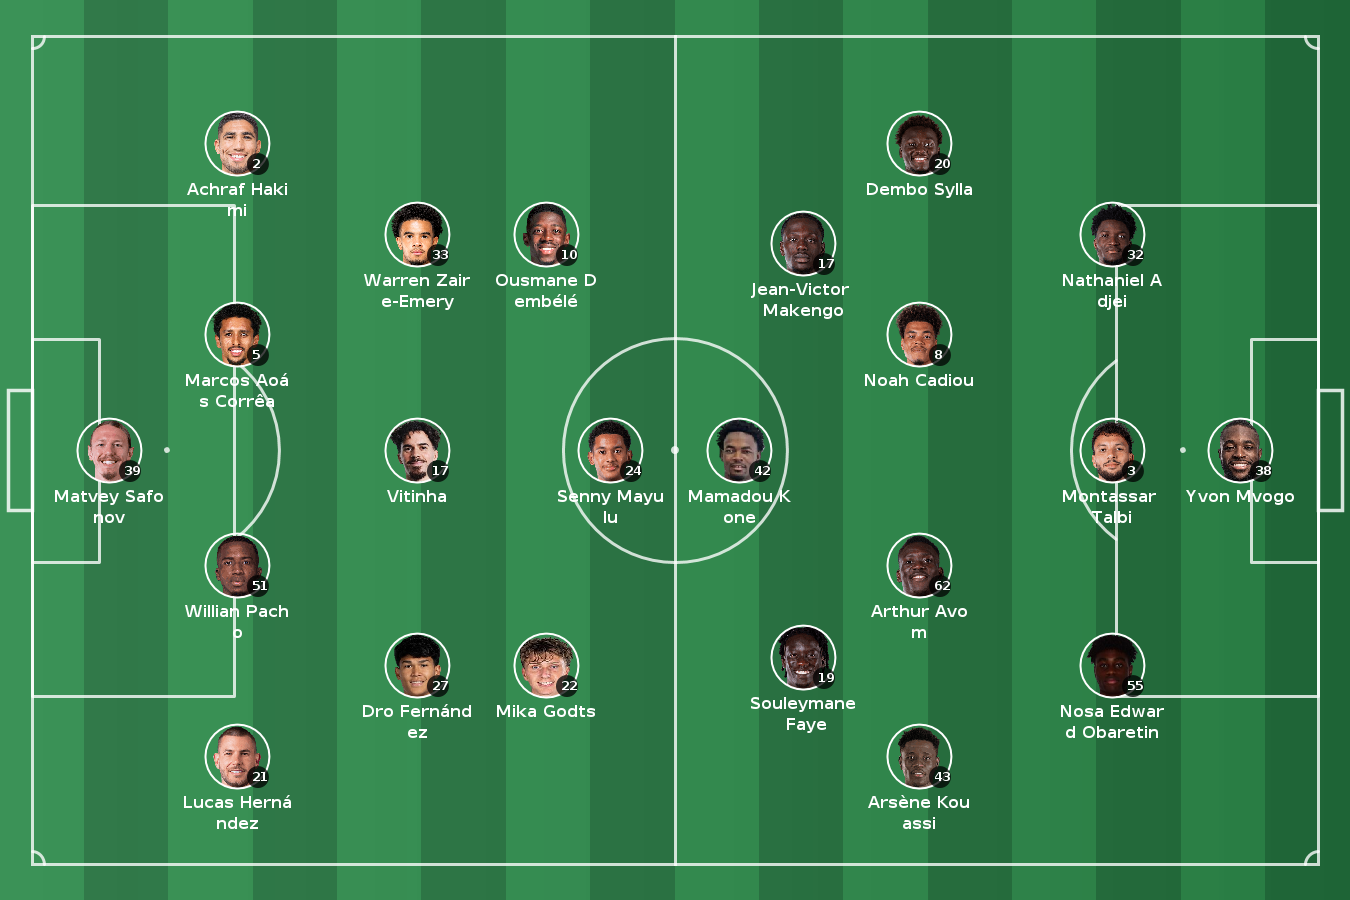 2
Achraf Haki
mi
20
Dembo Sylla
33
Warren Zair
e-Emery
10
Ousmane D
embélé
17
Jean-Victor
Makengo
32
Nathaniel A
djei
5
Marcos Aoá
s Corrêa
8
Noah Cadiou
39
Matvey Safo
nov
17
Vitinha
24
Senny Mayu
lu
42
Mamadou K
one
3
Montassar
Talbi
38
Yvon Mvogo
51
Willian Pach
o
62
Arthur Avo
m
27
Dro Fernánd
ez
22
Mika Godts
19
Souleymane
Faye
55
Nosa Edwar
d Obaretin
21
Lucas Herná
ndez
43
Arsène Kou
assi